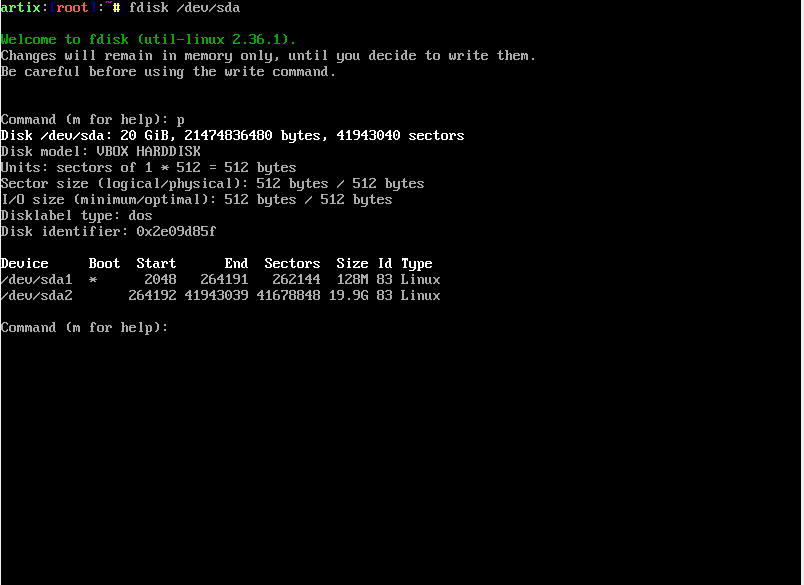 artix:[root]:~# fdisk /dev/sda
Welcome to fdisk (util-linux 2.36.1).
Changes will remain in memory only, until you decide to write them.
Be careful before using the write command.
Command (m for help): p
Disk /dev/sda: 20 GiB, 21474836480 bytes, 41943040 sectors
Disk model: VBOX HARDDISK
Units: sectors of 1 * 512 = 512 bytes
Sector size (logical/physical): 512 bytes / 512 bytes
I/O size (minimum/optimal): 512 bytes / 512 bytes
Disklabel type: dos
Disk identifier: 0x2e09d85f
Device     Boot  Start      End  Sectors  Size Id Type
/dev/sda1  *      2048   264191   262144  128M 83 Linux
/dev/sda2       264192 41943039 41678848 19.9G 83 Linux
Command (m for help):